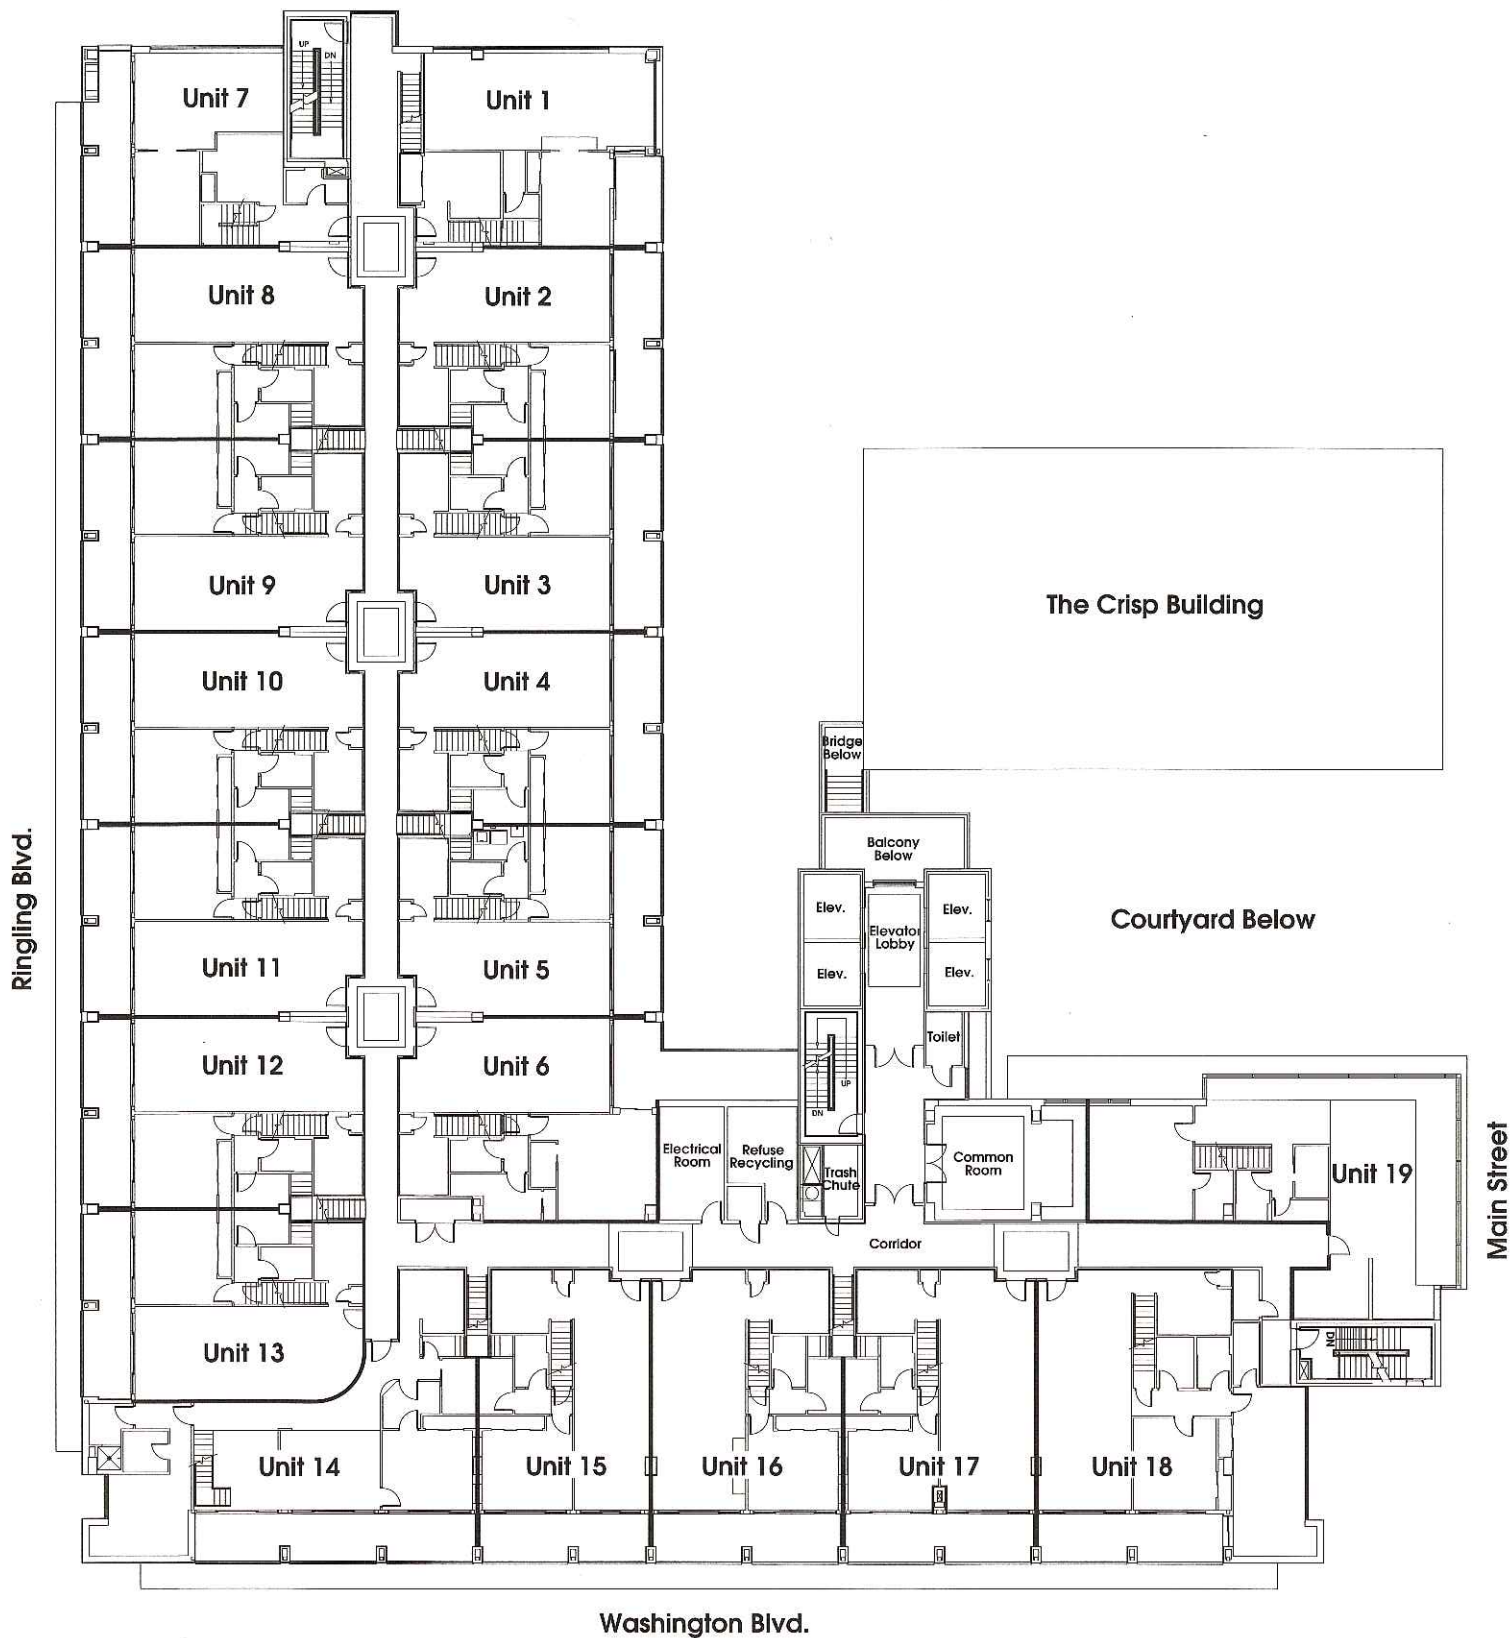 UP
DN
Unit 7
Unit 1
Unit 8
Unit 2
Unit 9
Unit 3
The Crisp Building
Unit 10
Unit 4
Bridge
Below
Balcony
Below
Ringling Blvd.
Elev.
Elev.
Elevator
Lobby
Courtyard Below
Unit 11
Unit 5
Elev.
Elev.
Toilet
Unit 12
Unit 6
UP
DN
Electrical
Room
Refuse
Recycling
Trash
Chute
Common
Room
Unit 19
Main Street
Corridor
DN
Unit 13
Unit 14
Unit 15
Unit 16
Unit 17
Unit 18
Washington Blvd.